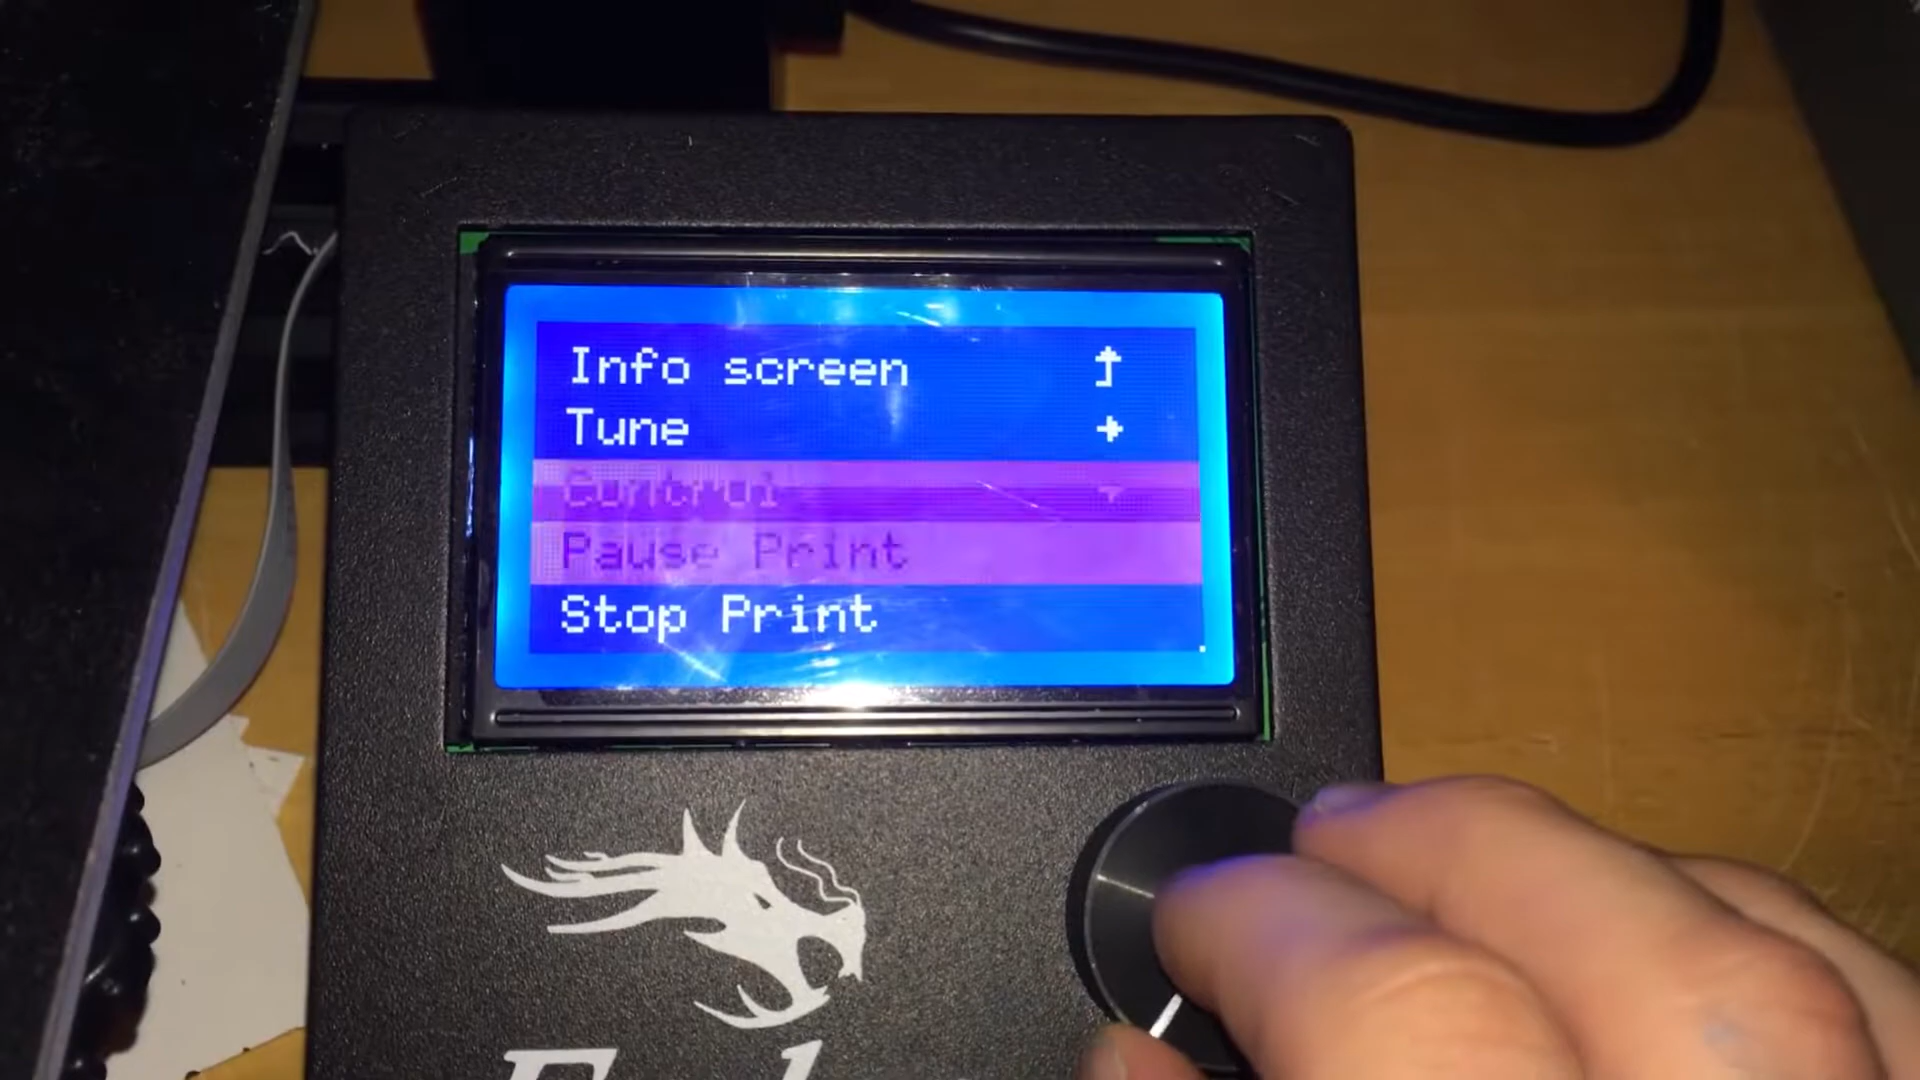 Info screen
Tune
Control
Pause Print
Stop Print